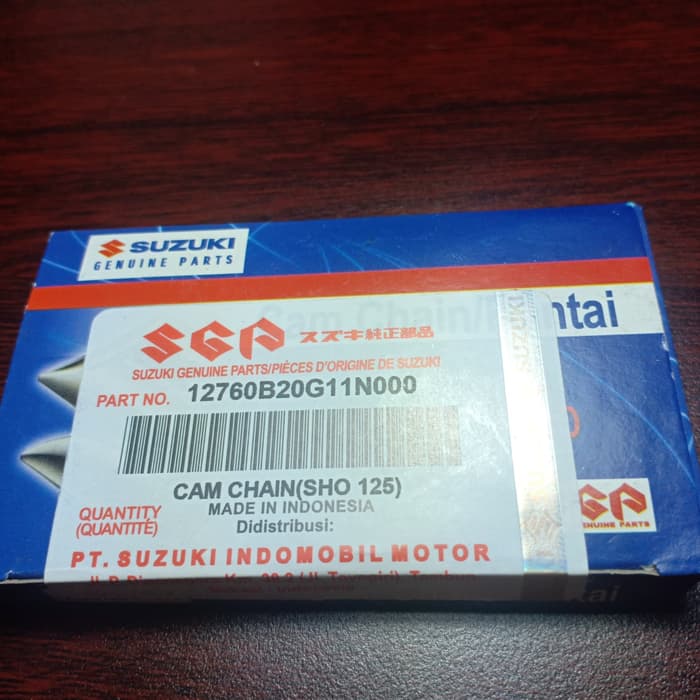 SUZUKI
GENUINE PARTS
Cam Chain/ ntai
SGP スズキ純正部品
SUZUKI GENUINE PARTS/PIÈCES D'ORIGINE DE SUZUKI
PART NO. 12760B20G11N000
CAM CHAIN(SHO 125)
MADE IN INDONESIA
QUANTITY
(QUANTITÉ)
Didistribusi:
PT. SUZUKI INDOMOBIL MOTOR
SUZUKI
SGP
GENUINE PARTS